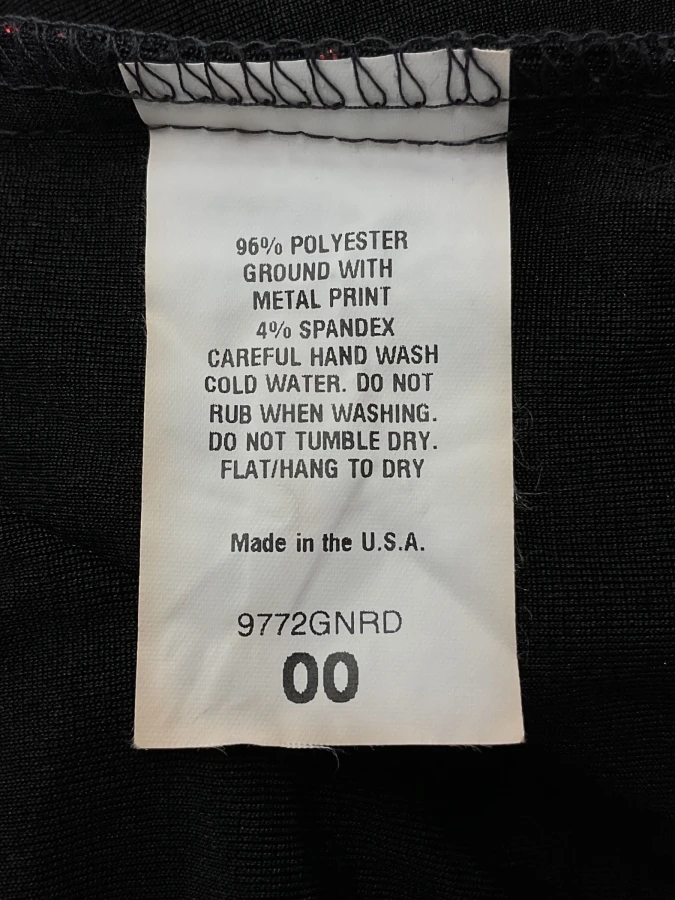 96% POLYESTER
GROUND WITH
METAL PRINT
4% SPANDEX
CAREFUL HAND WASH
COLD WATER. DO NOT
RUB WHEN WASHING.
DO NOT TUMBLE DRY.
FLAT/HANG TO DRY
Made in the U.S.A.
9772GNRD
00